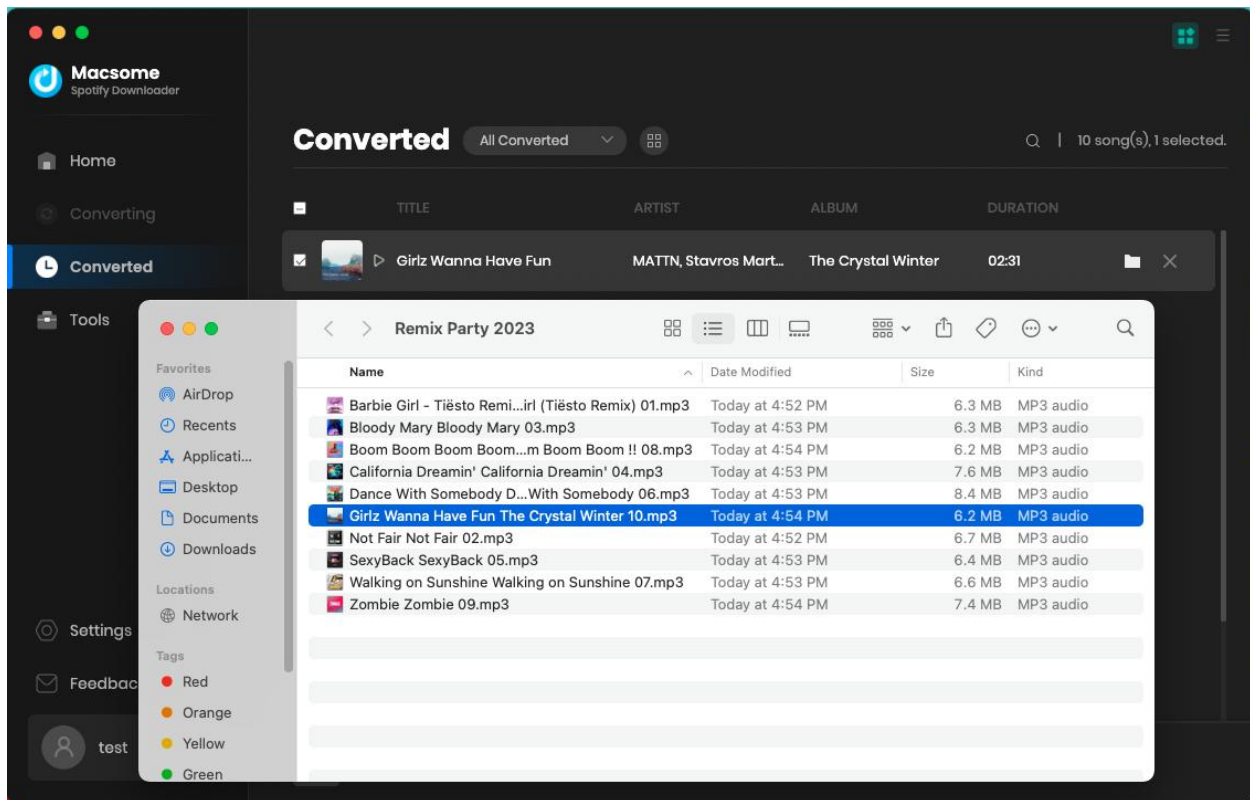 Macsome
Spotify Downloader
Home
Converting
Converted
Tools
Settings
Feedbac
test
Converted All Converted 10 song(s), 1 selected.
TITLE ARTIST ALBUM DURATION
Girlz Wanna Have Fun MATTN, Stavros Mart... The Crystal Winter 02:31
Remix Party 2023
Favorites
AirDrop
Recents
Applicati...
Desktop
Documents
Downloads
Locations
Network
Tags
Red
Orange
Yellow
Green
Name Date Modified Size Kind
Barbie Girl - Tiësto Remi...irl (Tiësto Remix) 01.mp3 Today at 4:52 PM 6.3 MB MP3 audio
Bloody Mary Bloody Mary 03.mp3 Today at 4:53 PM 6.3 MB MP3 audio
Boom Boom Boom Boom...m Boom Boom !! 08.mp3 Today at 4:54 PM 6.2 MB MP3 audio
California Dreamin' California Dreamin' 04.mp3 Today at 4:53 PM 7.6 MB MP3 audio
Dance With Somebody D...With Somebody 06.mp3 Today at 4:53 PM 8.4 MB MP3 audio
Girlz Wanna Have Fun The Crystal Winter 10.mp3 Today at 4:54 PM 6.2 MB MP3 audio
Not Fair Not Fair 02.mp3 Today at 4:52 PM 6.7 MB MP3 audio
SexyBack SexyBack 05.mp3 Today at 4:53 PM 6.4 MB MP3 audio
Walking on Sunshine Walking on Sunshine 07.mp3 Today at 4:53 PM 6.6 MB MP3 audio
Zombie Zombie 09.mp3 Today at 4:54 PM 7.4 MB MP3 audio